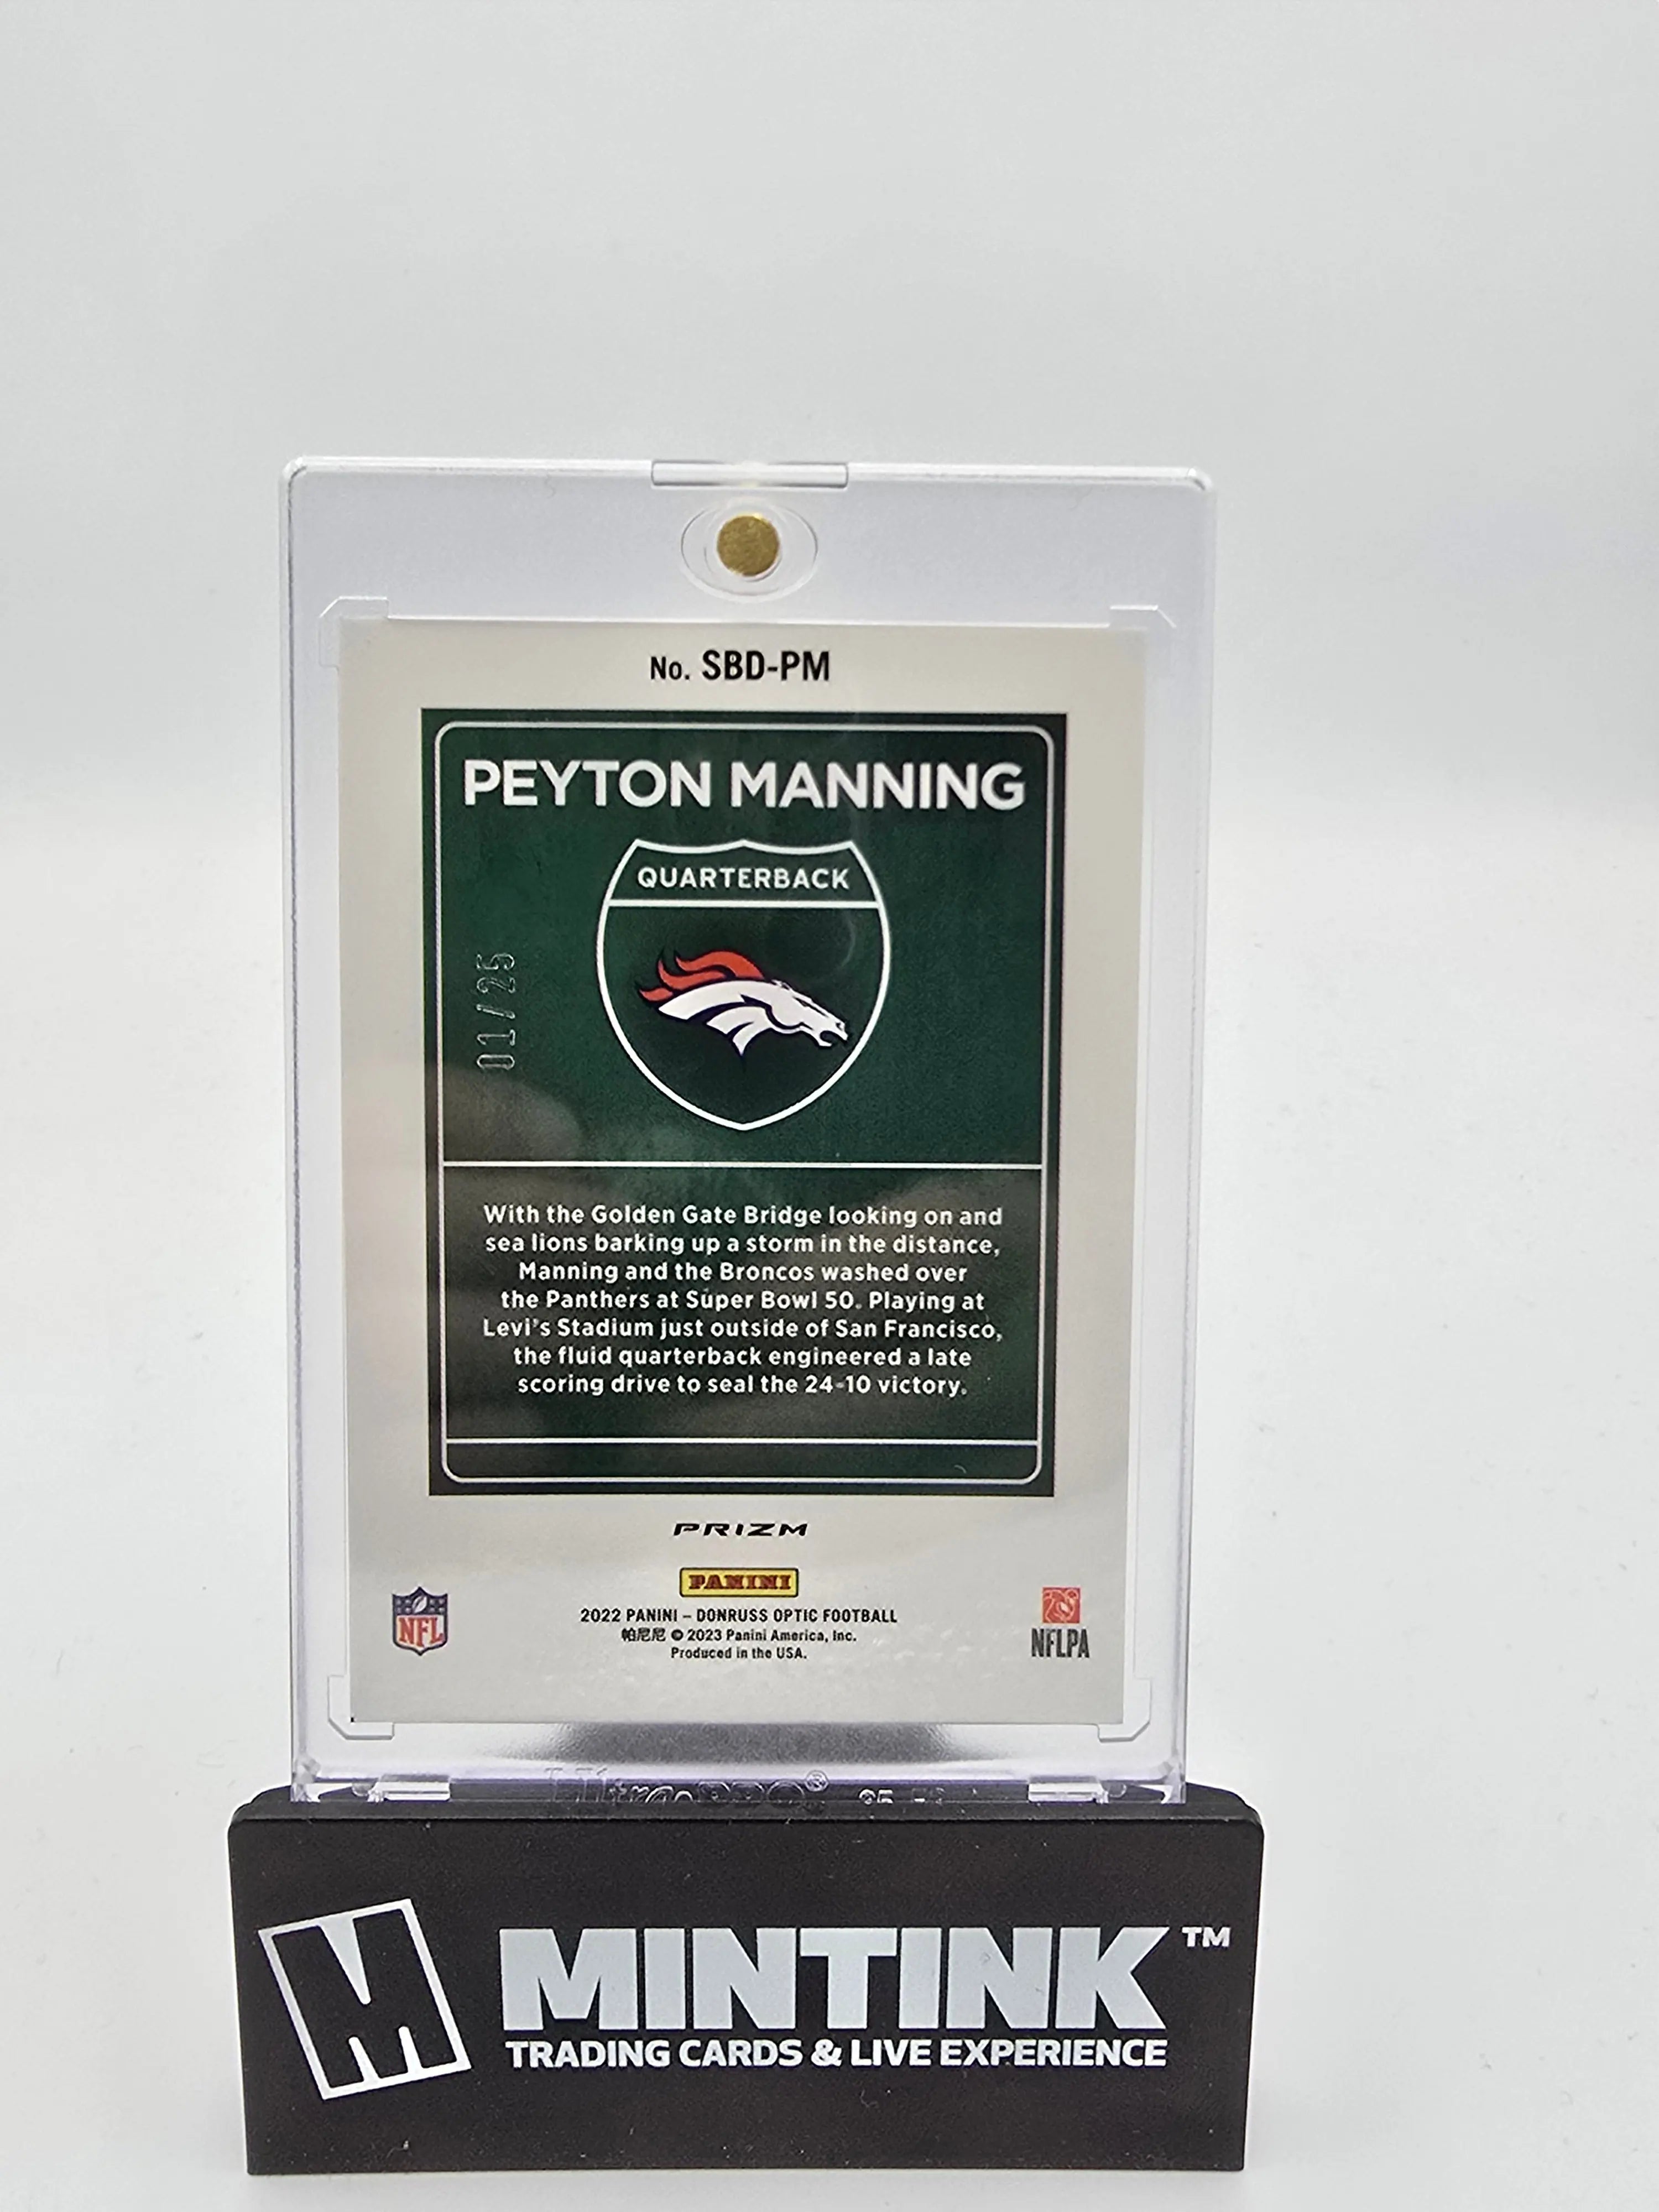 No. SBD-PM
PEYTON MANNING
QUARTERBACK
01/25
With the Golden Gate Bridge looking on and
sea lions barking up a storm in the distance,
Manning and the Broncos washed over
the Panthers at Super Bowl 50. Playing at
Levi's Stadium just outside of San Francisco,
the fluid quarterback engineered a late
scoring drive to seal the 24-10 victory.
PRIZM
PANINI
NFL
2022 PANINI – DONRUSS OPTIC FOOTBALL
帕尼尼 © 2023 Panini America, Inc.
Produced in the USA.
NFLPA
Ultra PRO®
M MINTINK™
TRADING CARDS & LIVE EXPERIENCE